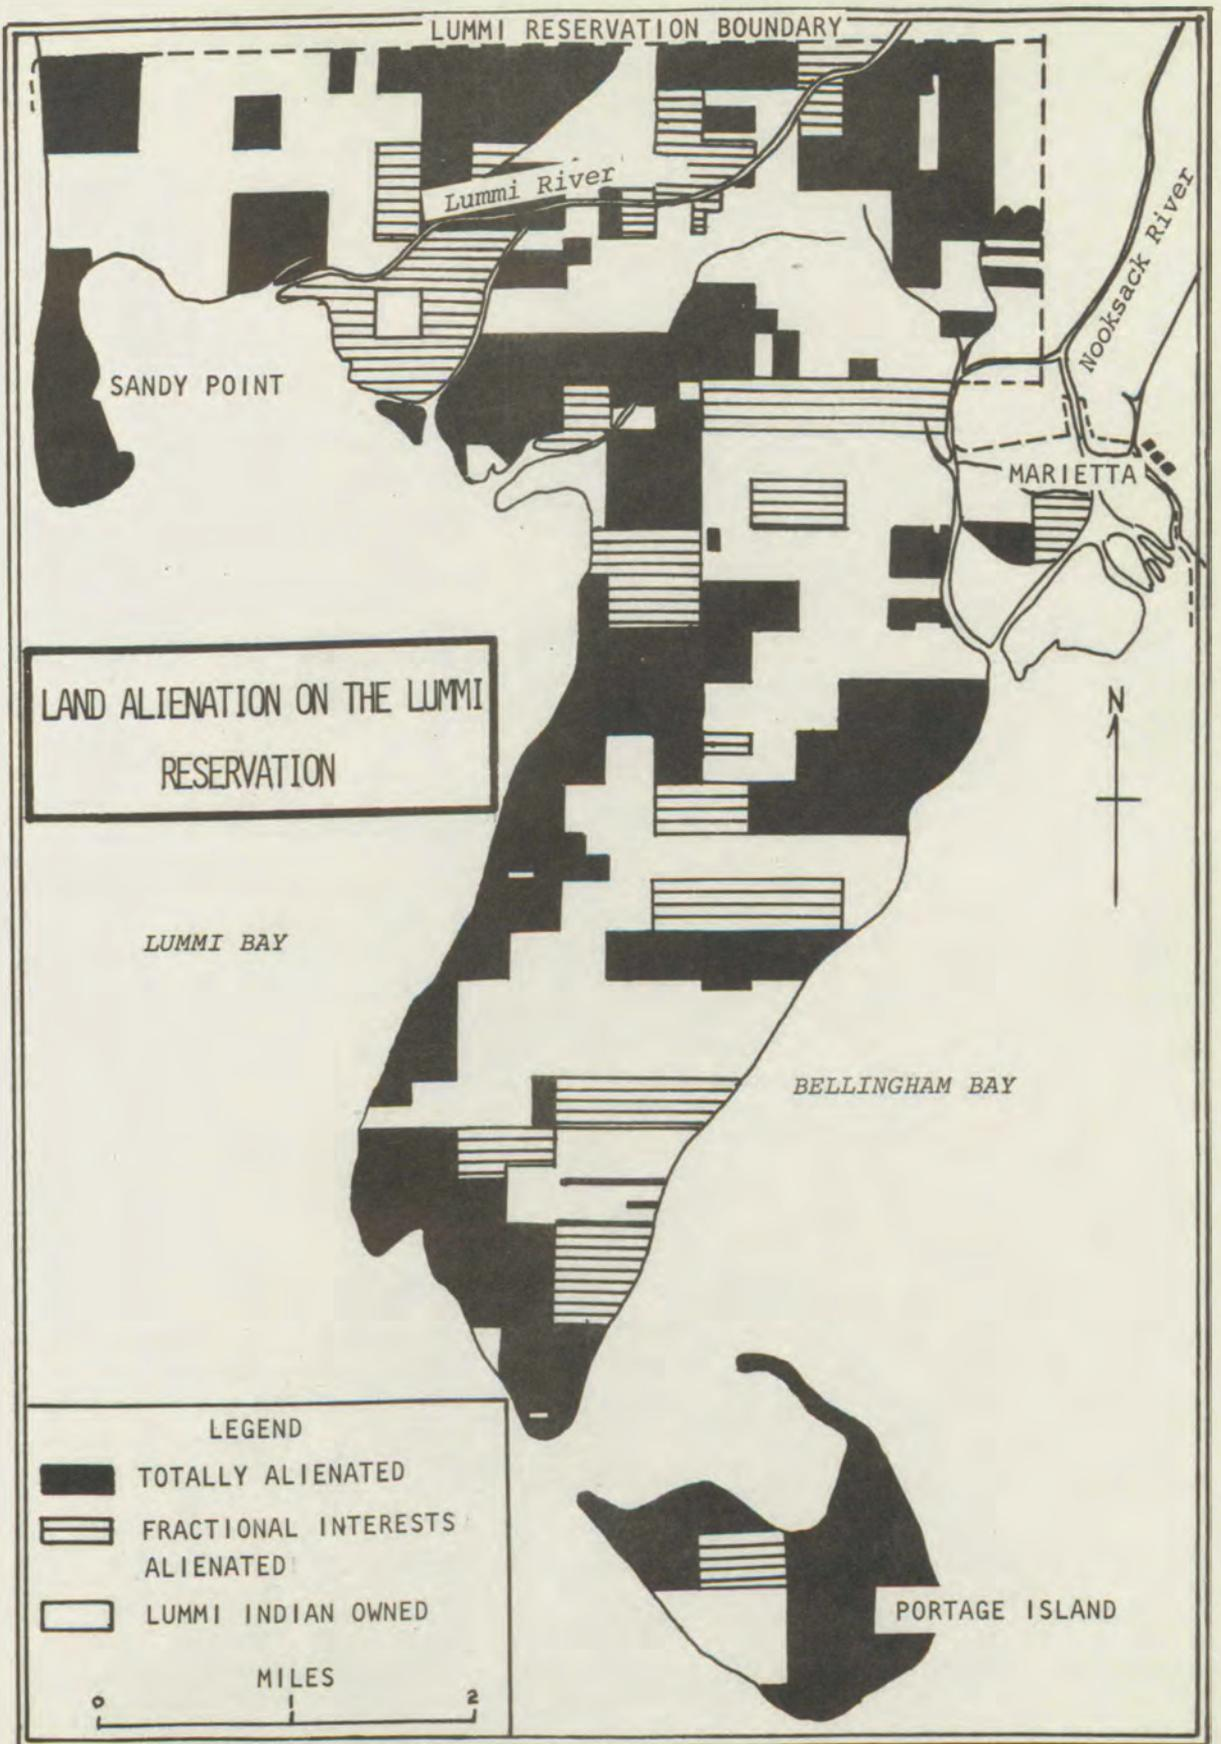 LUMMI RESERVATION BOUNDARY
Lummi River
Nooksack River
SANDY POINT
MARIETTA
LAND ALIENATION ON THE LUMMI
RESERVATION
N
LUMMI BAY
BELLINGHAM BAY
LEGEND
TOTALLY ALIENATED
FRACTIONAL INTERESTS
ALIENATED
LUMMI INDIAN OWNED
MILES
0 1 2
PORTAGE ISLAND